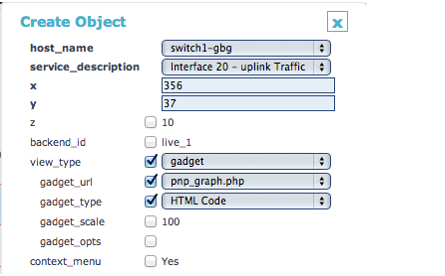 Create Object x
host_name switch1-gbg
service_description Interface 20 - uplink Traffic
x 356
y 37
z 10
backend_id live_1
view_type gadget
gadget_url pnp_graph.php
gadget_type HTML Code
gadget_scale 100
gadget_opts
context_menu Yes